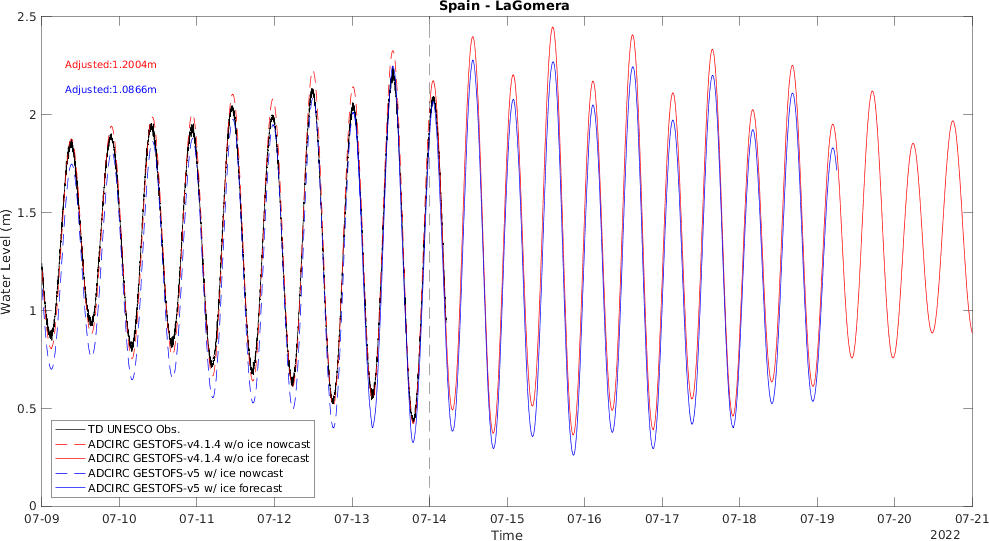 Spain - LaGomera
2.5
Adjusted:1.2004m
Adjusted:1.0866m
2
1.5
1
0.5
0
Water Level (m)
TD UNESCO Obs.
ADCIRC GESTOFS-v4.1.4 w/o ice nowcast
ADCIRC GESTOFS-v4.1.4 w/o ice forecast
ADCIRC GESTOFS-v5 w/ ice nowcast
ADCIRC GESTOFS-v5 w/ ice forecast
07-09 07-10 07-11 07-12 07-13 07-14 07-15 07-16 07-17 07-18 07-19 07-20 07-21
Time
2022